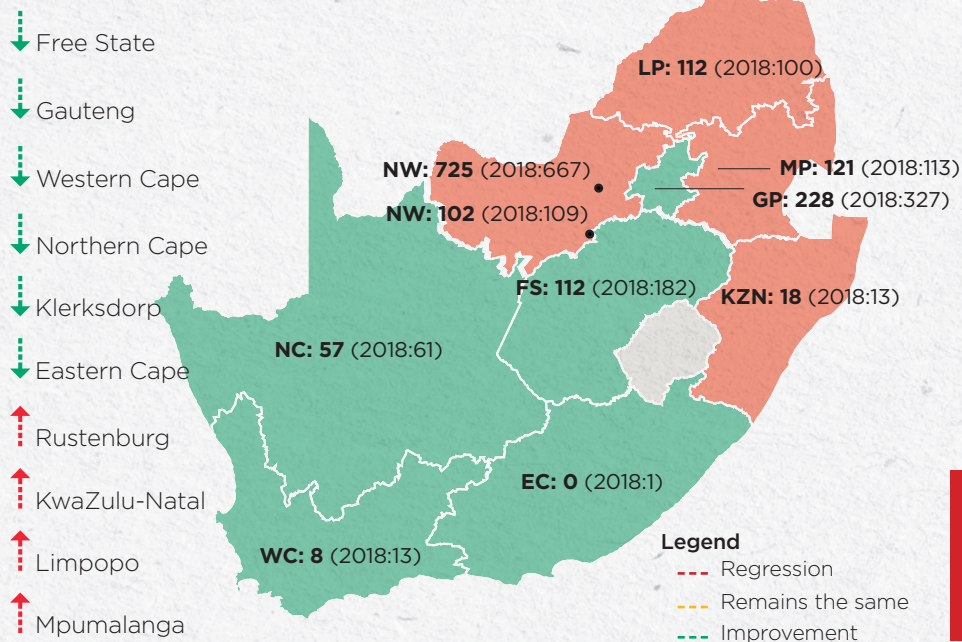 Free State
Gauteng
Western Cape
Northern Cape
Klerksdorp
Eastern Cape
Rustenburg
KwaZulu-Natal
Limpopo
Mpumalanga
LP: 112 (2018:100)
NW: 725 (2018:667)
MP: 121 (2018:113)
GP: 228 (2018:327)
NW: 102 (2018:109)
FS: 112 (2018:182)
KZN: 18 (2018:13)
NC: 57 (2018:61)
EC: 0 (2018:1)
WC: 8 (2018:13)
Legend
Regression
Remains the same
Improvement